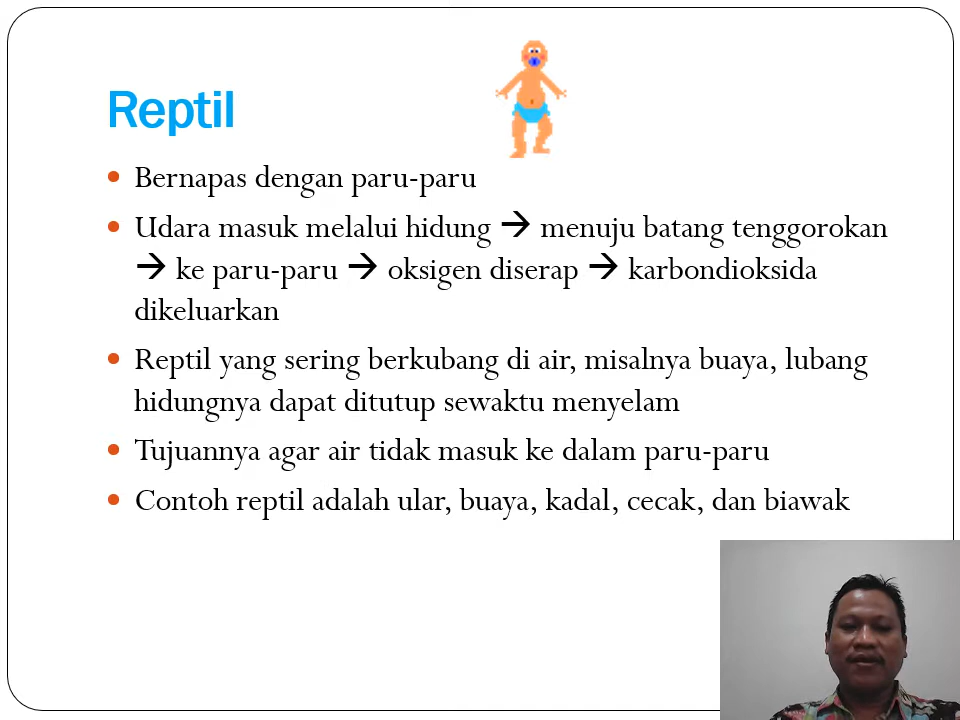 Reptil
• Bernapas dengan paru-paru
• Udara masuk melalui hidung → menuju batang tenggorokan
→ ke paru-paru → oksigen diserap → karbondioksida
dikeluarkan
• Reptil yang sering berkubang di air, misalnya buaya, lubang
hidungnya dapat ditutup sewaktu menyelam
• Tujuannya agar air tidak masuk ke dalam paru-paru
• Contoh reptil adalah ular, buaya, kadal, cecak, dan biawak